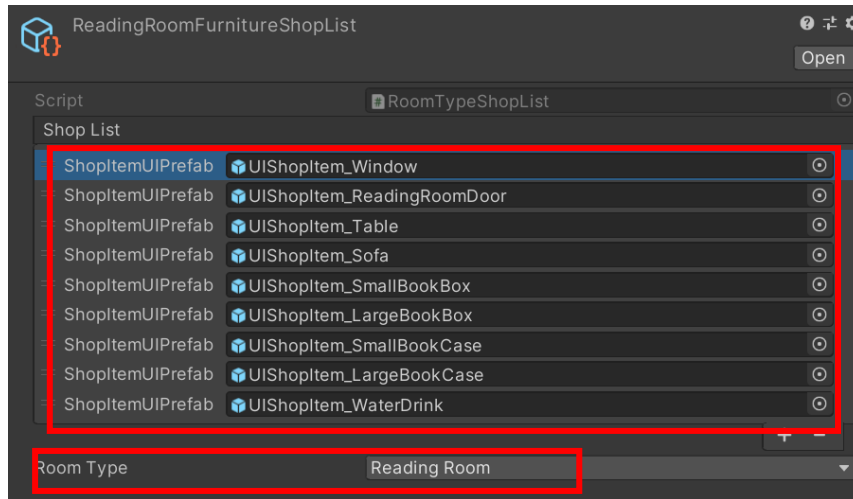 ReadingRoomFurnitureShopList
Open
Script RoomTypeShopList
Shop List
ShopItemUIPrefab UIShopItem_Window
ShopItemUIPrefab UIShopItem_ReadingRoomDoor
ShopItemUIPrefab UIShopItem_Table
ShopItemUIPrefab UIShopItem_Sofa
ShopItemUIPrefab UIShopItem_SmallBookBox
ShopItemUIPrefab UIShopItem_LargeBookBox
ShopItemUIPrefab UIShopItem_SmallBookCase
ShopItemUIPrefab UIShopItem_LargeBookCase
ShopItemUIPrefab UIShopItem_WaterDrink
Room Type Reading Room